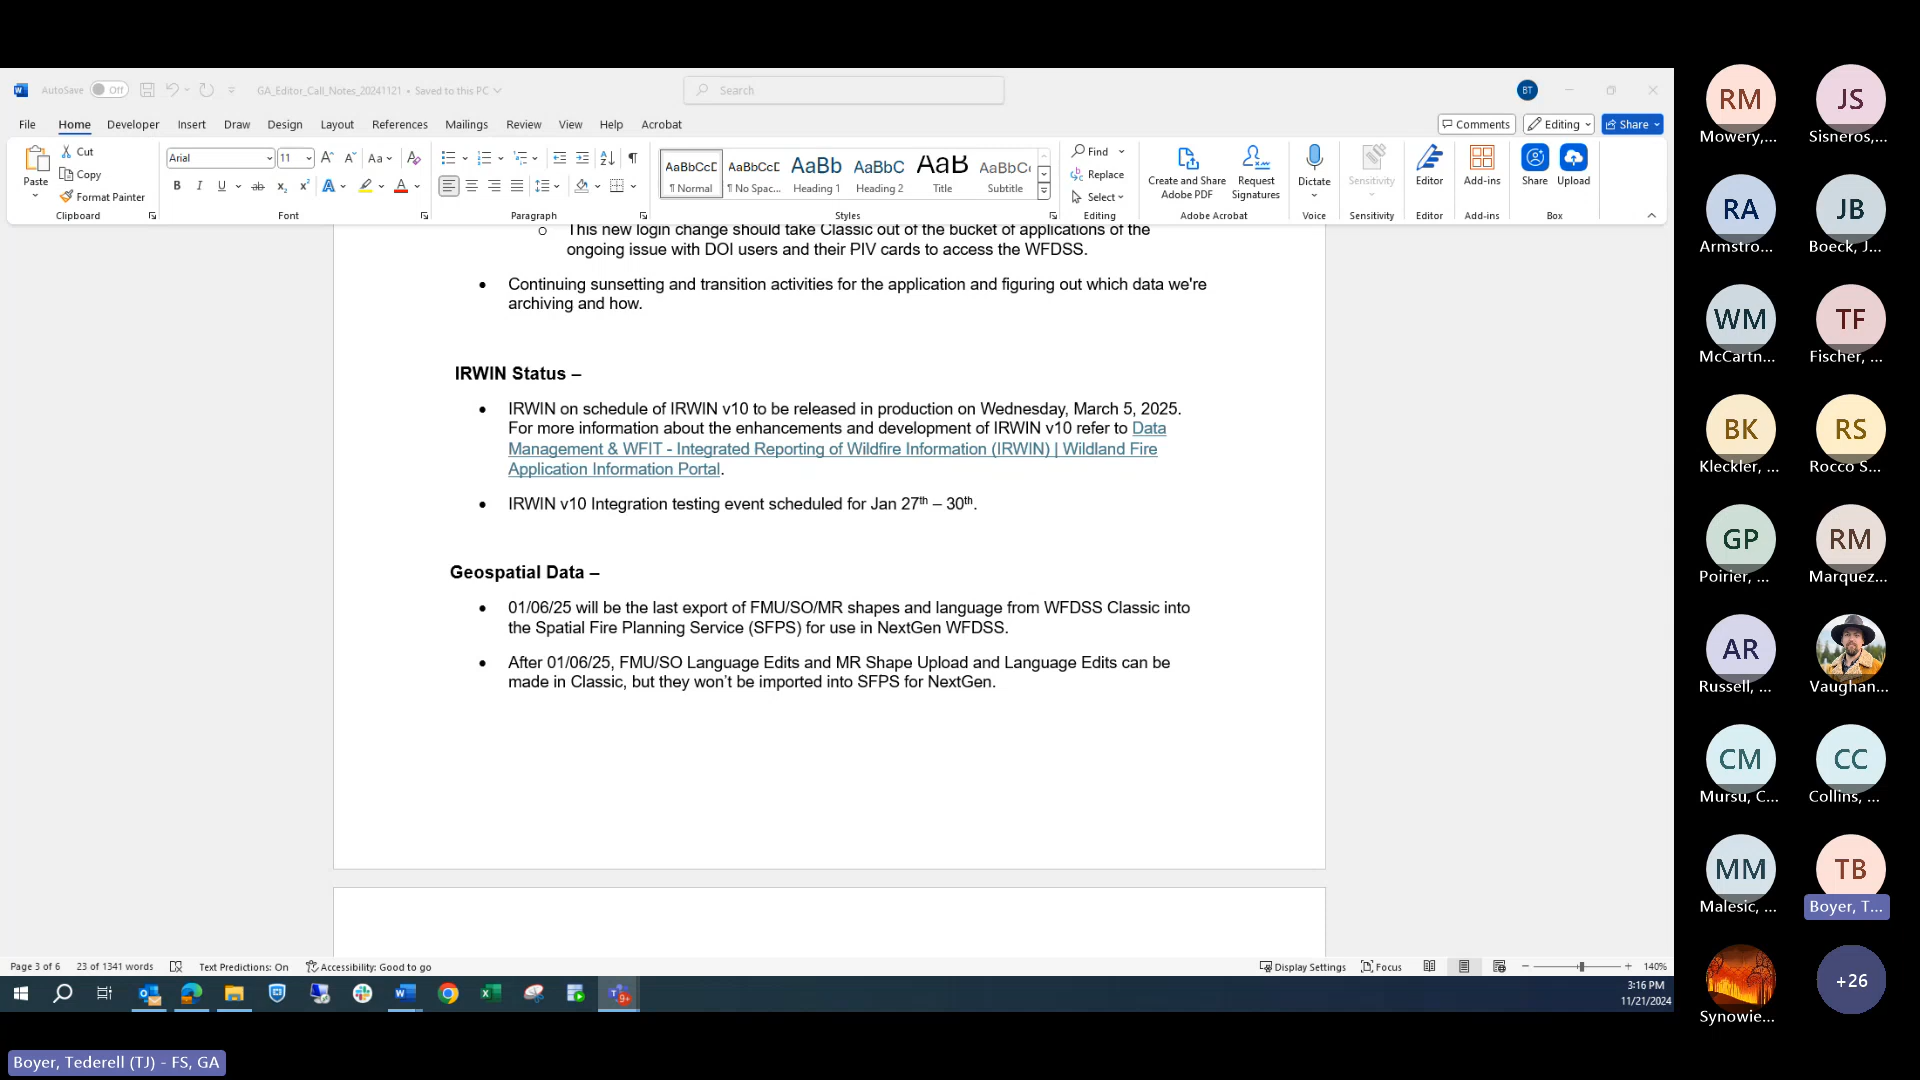 AutoSave Off GA_Editor_Call_Notes_20241121 • Saved to this PC Search BT
File Home Developer Insert Draw Design Layout References Mailings Review View Help Acrobat Comments Editing Share
Paste Cut Copy Format Painter Clipboard
Arial 11 Font
Paragraph
AaBbCcD AaBbCcD AaBb AaBbC AaB AaBbC
¶ Normal ¶ No Spac... Heading 1 Heading 2 Title Subtitle
Styles
Find Replace Select Editing
Create and Share Adobe PDF Request Signatures Adobe Acrobat
Dictate Voice
Sensitivity Sensitivity
Editor Editor
Add-ins Add-ins
Share Upload Box
o This new login change should take Classic out of the bucket of applications of the
ongoing issue with DOI users and their PIV cards to access the WFDSS.
• Continuing sunsetting and transition activities for the application and figuring out which data we're
archiving and how.
IRWIN Status –
• IRWIN on schedule of IRWIN v10 to be released in production on Wednesday, March 5, 2025.
For more information about the enhancements and development of IRWIN v10 refer to Data
Management & WFIT - Integrated Reporting of Wildfire Information (IRWIN) | Wildland Fire
Application Information Portal.
• IRWIN v10 Integration testing event scheduled for Jan 27th – 30th.
Geospatial Data –
• 01/06/25 will be the last export of FMU/SO/MR shapes and language from WFDSS Classic into
the Spatial Fire Planning Service (SFPS) for use in NextGen WFDSS.
• After 01/06/25, FMU/SO Language Edits and MR Shape Upload and Language Edits can be
made in Classic, but they won't be imported into SFPS for NextGen.
Page 3 of 6 23 of 1341 words Text Predictions: On Accessibility: Good to go Display Settings Focus 140%
3:16 PM
11/21/2024
RM JS
Mowery,... Sisneros,...
RA JB
Armstro... Boeck, J...
WM TF
McCartn... Fischer, ...
BK RS
Kleckler, ... Rocco S...
GP RM
Poirier, ... Marquez...
AR
Russell, ... Vaughan...
CM CC
Mursu, C... Collins, ...
MM TB
Malesic, ... Boyer, T...
+26
Synowie...
Boyer, Tederell (TJ) - FS, GA